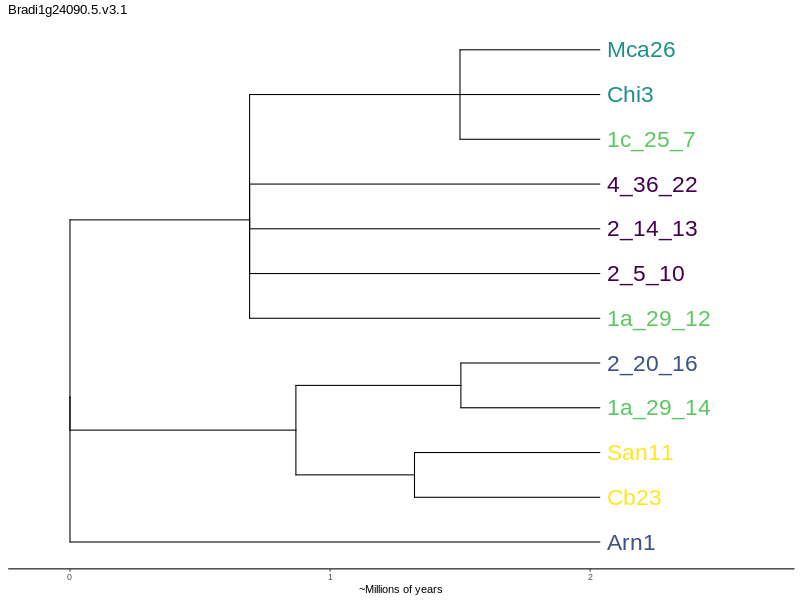 Bradi1g24090.5.v3.1
Mca26
Chi3
1c_25_7
4_36_22
2_14_13
2_5_10
1a_29_12
2_20_16
1a_29_14
San11
Cb23
Arn1
0 1 2
~Millions of years